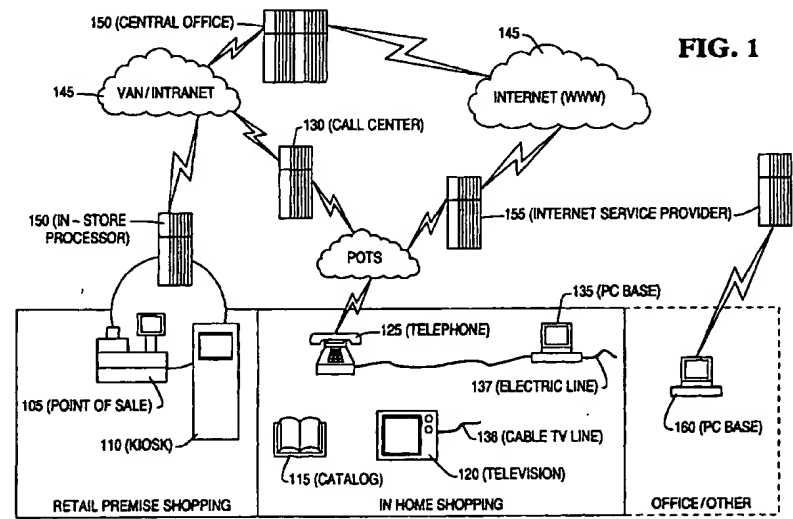 150 (CENTRAL OFFICE)
145
FIG. 1
145
VAN / INTRANET
INTERNET (WWW)
130 (CALL CENTER)
150 (IN-STORE
PROCESSOR)
155 (INTERNET SERVICE PROVIDER)
POTS
135 (PC BASE)
125 (TELEPHONE)
137 (ELECTRIC LINE)
105 (POINT OF SALE)
160 (PC BASE)
110 (KIOSK)
138 (CABLE TV LINE)
115 (CATALOG)
120 (TELEVISION)
RETAIL PREMISE SHOPPING
IN HOME SHOPPING
OFFICE/OTHER